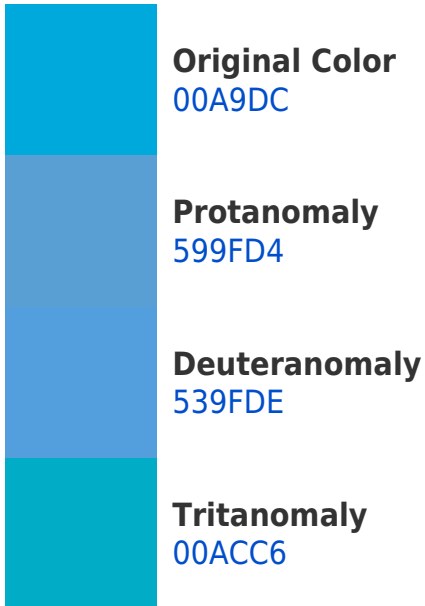 Original Color
00A9DC
Protanomaly
599FD4
Deuteranomaly
539FDE
Tritanomaly
00ACC6